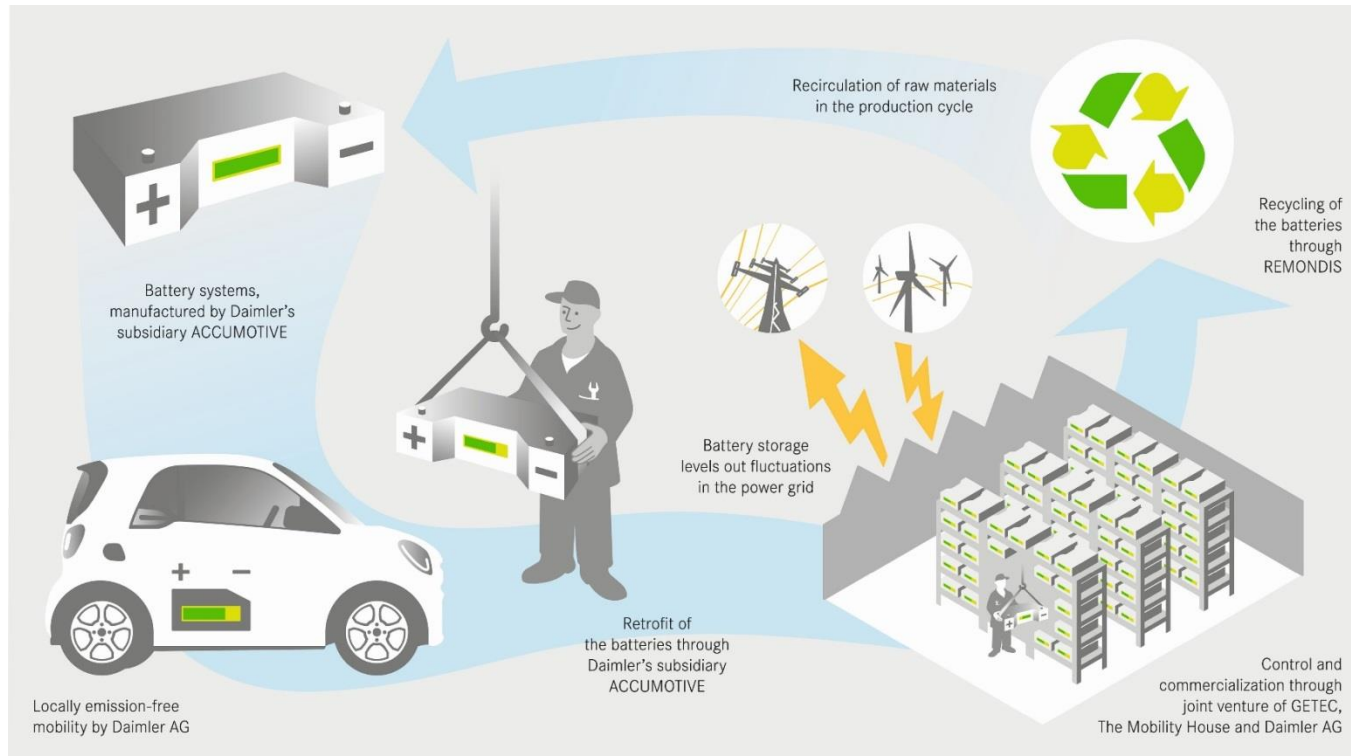 Recirculation of raw materials
in the production cycle
Recycling of
the batteries
through
REMONDIS
Battery systems,
manufactured by Daimler's
subsidiary ACCUMOTIVE
Battery storage
levels out fluctuations
in the power grid
Retrofit of
the batteries through
Daimler's subsidiary
ACCUMOTIVE
Control and
commercialization through
joint venture of GETEC,
The Mobility House and Daimler AG
Locally emission-free
mobility by Daimler AG